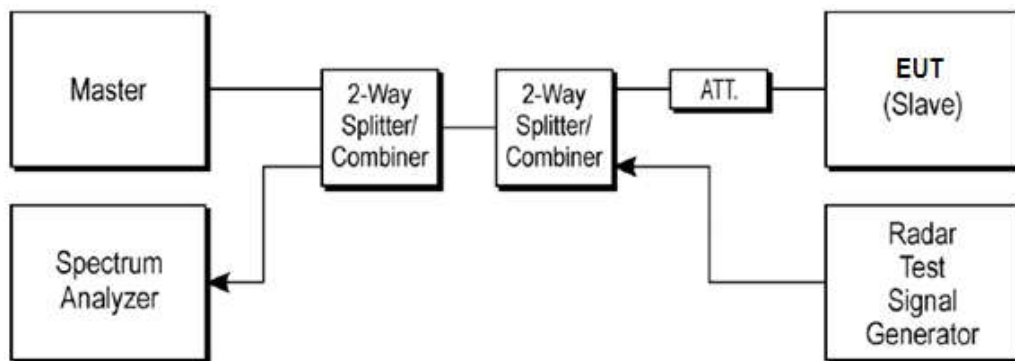 Master
2-Way
Splitter/
Combiner
2-Way
Splitter/
Combiner
ATT.
EUT
(Slave)
Spectrum
Analyzer
Radar
Test
Signal
Generator